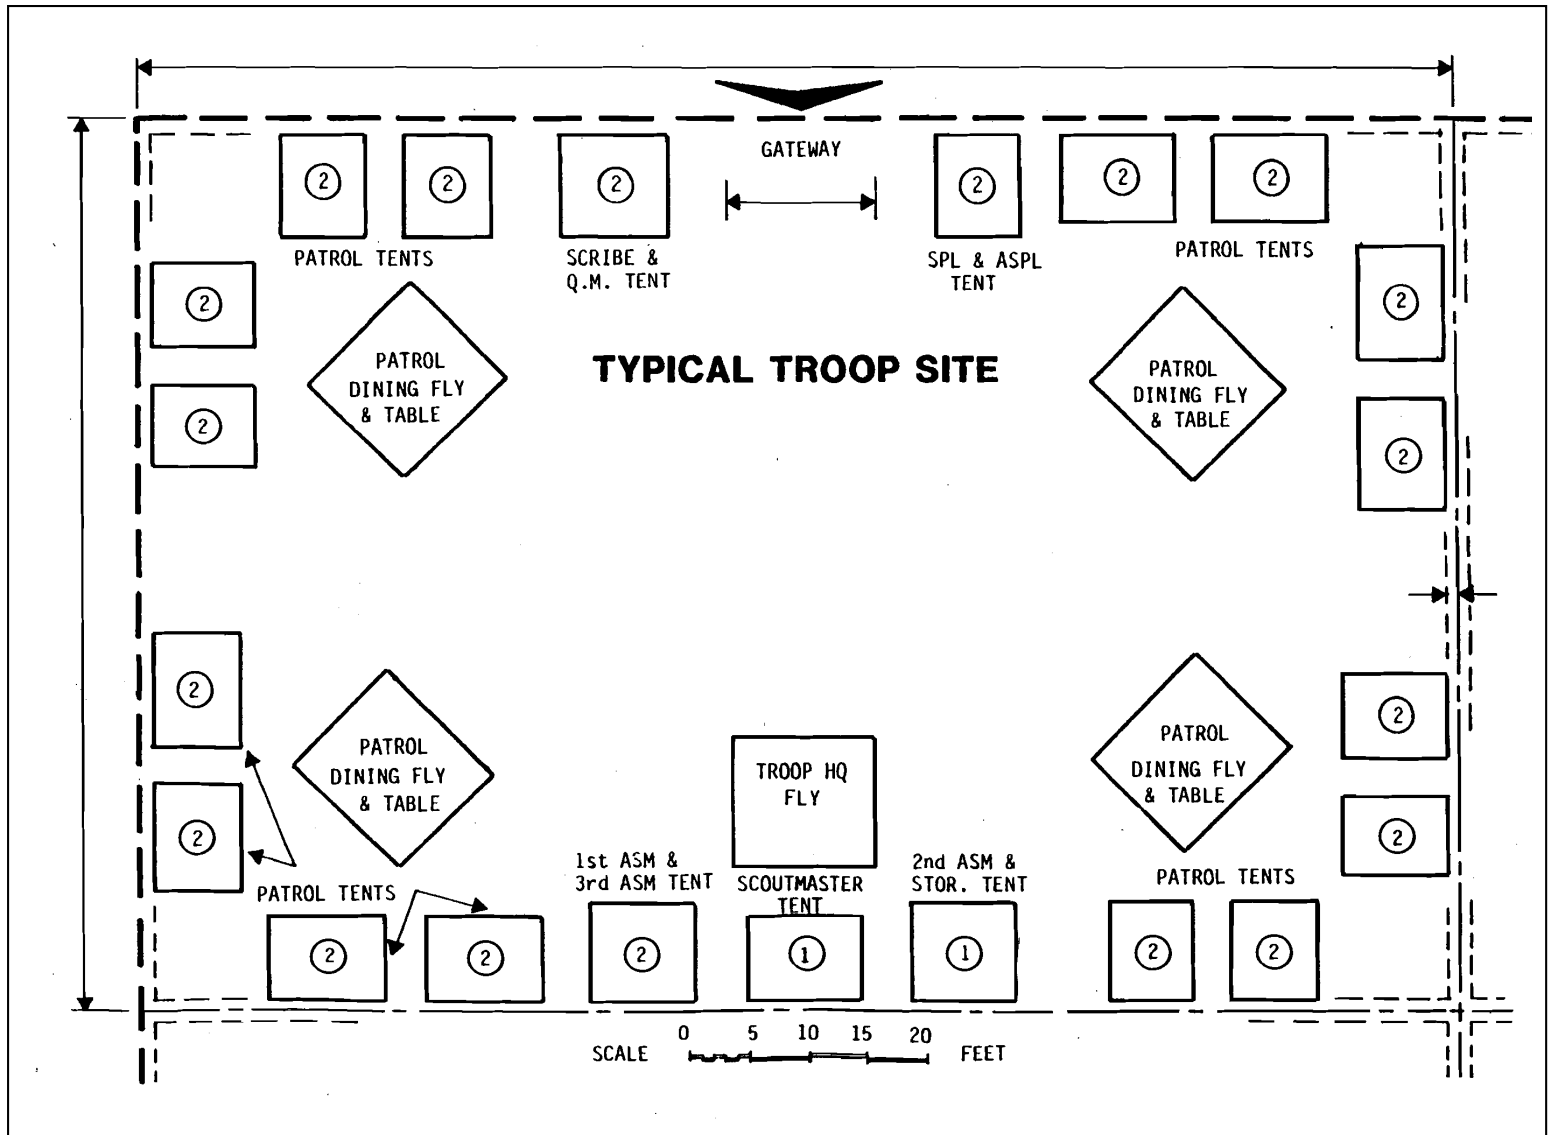 GATEWAY
2
2
2
2
2
2
PATROL TENTS
SCRIBE &
Q.M. TENT
SPL & ASPL
TENT
PATROL TENTS
2
2
PATROL
DINING FLY
& TABLE
TYPICAL TROOP SITE
PATROL
DINING FLY
& TABLE
2
2
2
2
PATROL
DINING FLY
& TABLE
TROOP HQ
FLY
PATROL
DINING FLY
& TABLE
2
2
2
PATROL TENTS
1st ASM &
3rd ASM TENT
SCOUTMASTER
TENT
2nd ASM &
STOR. TENT
PATROL TENTS
2
2
2
1
1
2
2
0 5 10 15 20
SCALE FEET